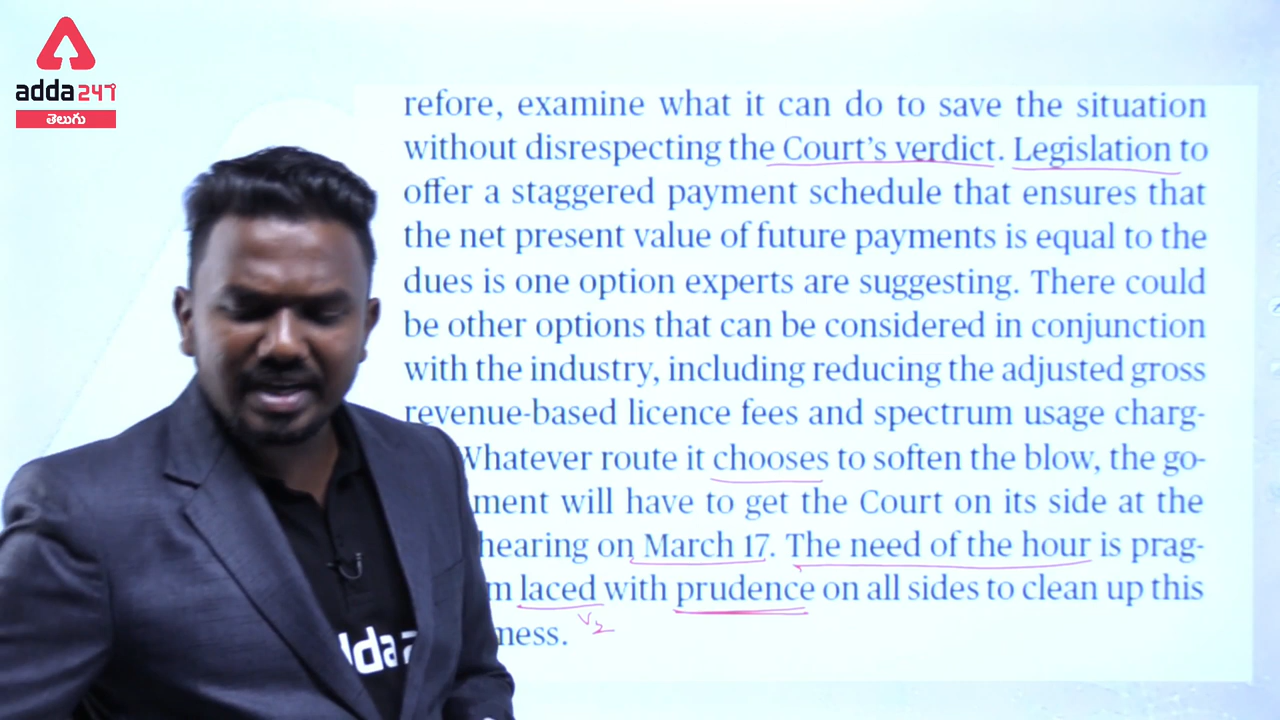 adda247
తెలుగు
refore, examine what it can do to save the situation
without disrespecting the Court's verdict. Legislation to
offer a staggered payment schedule that ensures that
the net present value of future payments is equal to the
dues is one option experts are suggesting. There could
be other options that can be considered in conjunction
with the industry, including reducing the adjusted gross
revenue-based licence fees and spectrum usage charg-
Whatever route it chooses to soften the blow, the go-
ment will have to get the Court on its side at the
hearing on March 17. The need of the hour is prag-
m laced with prudence on all sides to clean up this
mess.
V2
dda2